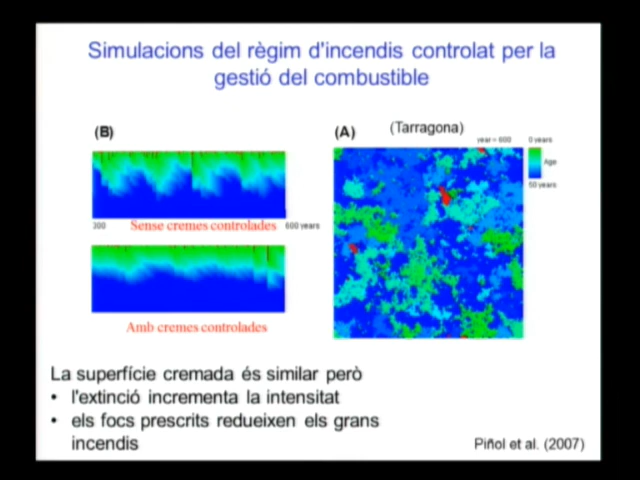 Simulacions del règim d'incendis controlat per la
gestió del combustible
(B)
(A)
(Tarragona)
year = 600
0 years
Age
50 years
300
Sense cremes controlades
600 years
Amb cremes controlades
La superfície cremada és similar però
• l'extinció incrementa la intensitat
• els focs prescrits redueixen els grans
incendis
Piñol et al. (2007)